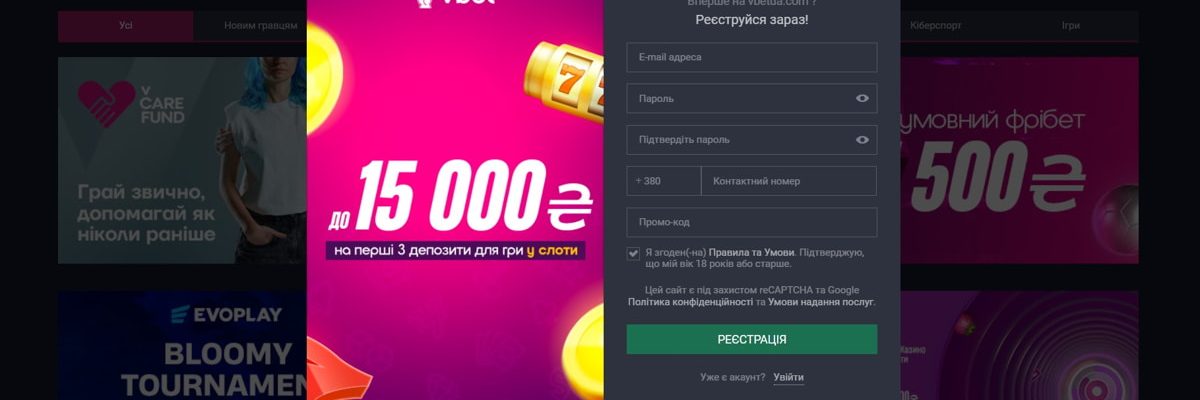 Усі
Новим гравцям
Кіберспорт
Ігри
V
CARE
FUND
Грай звично,
допомагай як
ніколи раніше
EVOPLAY
BLOOMY
TOURNAMEN
vbet
до 15 000₴
на перші 3 депозити для гри у слоти
777
Вперше на vbetua.com ?
Реєструйся зараз!
E-mail адреса
Пароль
Підтвердіть пароль
+ 380
Контактний номер
Промо-код
Я згоден(-на) Правила та Умови. Підтверджую,
що мій вік 18 років або старше.
Цей сайт є під захистом reCAPTCHA та Google
Політика конфіденційності та Умови надання послуг.
РЕЄСТРАЦІЯ
Уже є акаунт? Увійти
умовний фрібет
500₴
Казино